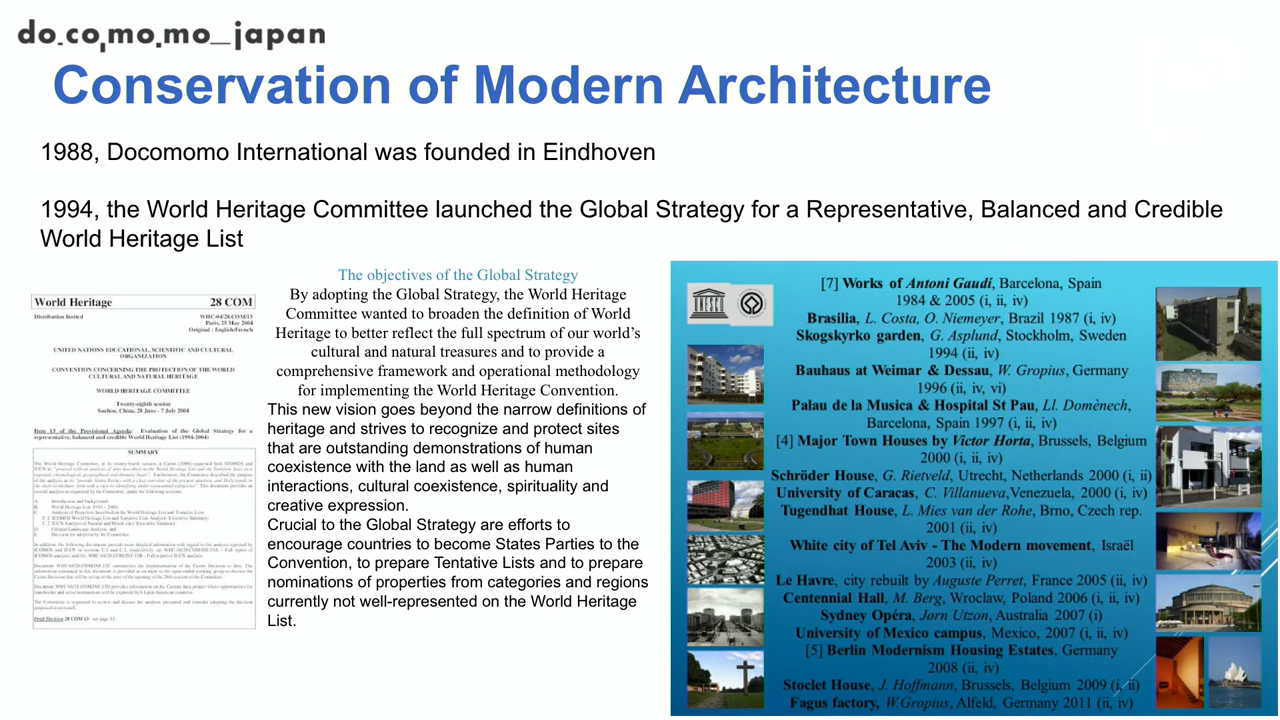 do.co.mo.mo_japan
Conservation of Modern Architecture
1988, Docomomo International was founded in Eindhoven
1994, the World Heritage Committee launched the Global Strategy for a Representative, Balanced and Credible
World Heritage List
World Heritage 28 COM
Distribution limited WHC-04/28.COM/13
Paris, 25 May 2004
Original : English/French
UNITED NATIONS EDUCATIONAL, SCIENTIFIC AND CULTURAL
ORGANIZATION
CONVENTION CONCERNING THE PROTECTION OF THE WORLD
CULTURAL AND NATURAL HERITAGE
WORLD HERITAGE COMMITTEE
Twenty-eighth session
Suzhou, China, 28 June - 7 July 2004
Item 13 of the Provisional Agenda: Evaluation of the Global Strategy for a
representative, balanced and credible World Heritage List (1994-2004)
SUMMARY
The objectives of the Global Strategy
By adopting the Global Strategy, the World Heritage
Committee wanted to broaden the definition of World
Heritage to better reflect the full spectrum of our world's
cultural and natural treasures and to provide a
comprehensive framework and operational methodology
for implementing the World Heritage Convention.
This new vision goes beyond the narrow definitions of
heritage and strives to recognize and protect sites
that are outstanding demonstrations of human
coexistence with the land as well as human
interactions, cultural coexistence, spirituality and
creative expression.
Crucial to the Global Strategy are efforts to
encourage countries to become States Parties to the
Convention, to prepare Tentative Lists and to prepare
nominations of properties from categories and regions
currently not well-represented on the World Heritage
List.
UNESCO
[7] Works of Antoni Gaudí, Barcelona, Spain
1984 & 2005 (i, ii, iv)
Brasilia, L. Costa, O. Niemeyer, Brazil 1987 (i, iv)
Skogskyrko garden, G. Asplund, Stockholm, Sweden
1994 (ii, iv)
Bauhaus at Weimar & Dessau, W. Gropius, Germany
1996 (ii, iv, vi)
Palau de la Musica & Hospital St Pau, Ll. Domènech,
Barcelona, Spain 1997 (i, ii, iv)
[4] Major Town Houses by Victor Horta, Brussels, Belgium
2000 (i, ii, iv)
Schröder House, G. Rietveld, Utrecht, Netherlands 2000 (i, ii)
University of Caracas, C. Villanueva,Venezuela, 2000 (i, iv)
Tugendhat House, L. Mies van der Rohe, Brno, Czech rep.
2001 (ii, iv)
White city of Tel Aviv - The Modern movement, Israël
2003 (ii, iv)
Le Havre, city rebuilt by Auguste Perret, France 2005 (ii, iv)
Centennial Hall, M. Berg, Wroclaw, Poland 2006 (i, ii, iv)
Sydney Opéra, Jørn Utzon, Australia 2007 (i)
University of Mexico campus, Mexico, 2007 (i, ii, iv)
[5] Berlin Modernism Housing Estates, Germany
2008 (ii, iv)
Stoclet House, J. Hoffmann, Brussels, Belgium 2009 (i, ii)
Fagus factory, W.Gropius, Alfeld, Germany 2011 (ii, iv)